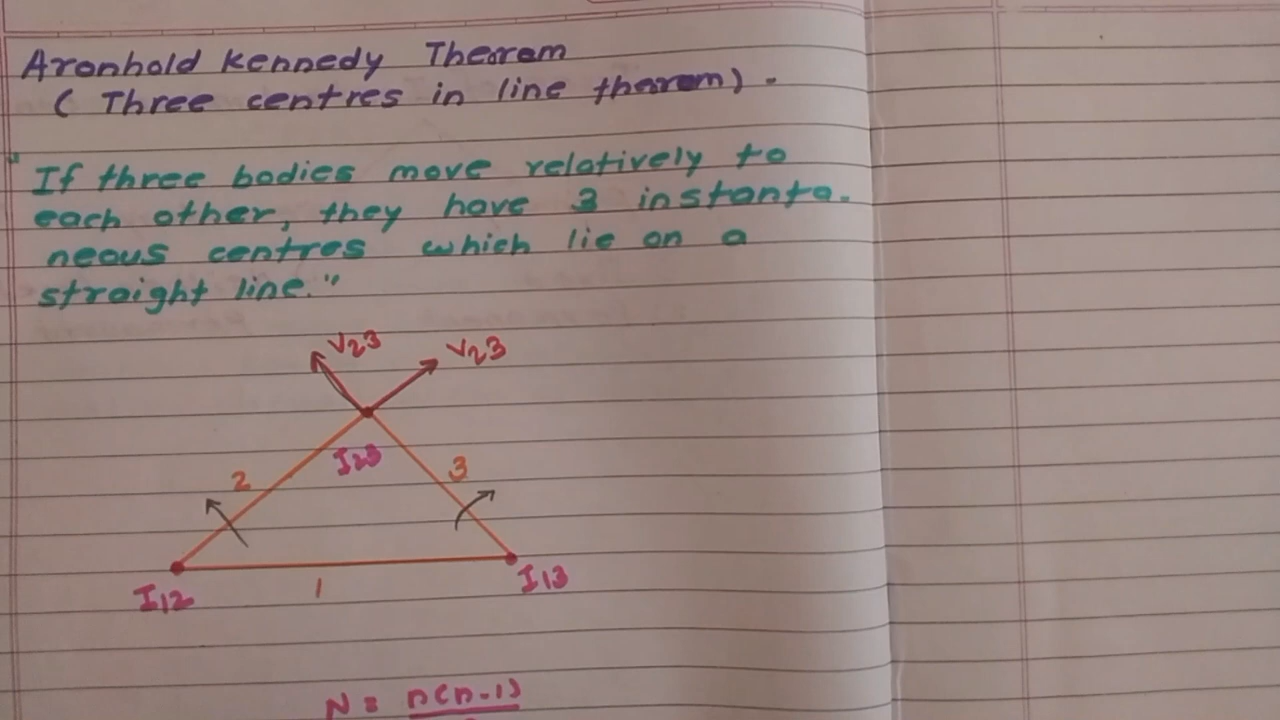 Aronhold Kennedy Theorem
( Three centres in line therem) .
"If three bodies move relatively to
each other, they have 3 instanta-
neous centres which lie on a
straight line."
V23 V23
I23
2 3
I12 1 I13
N = n(n-1)